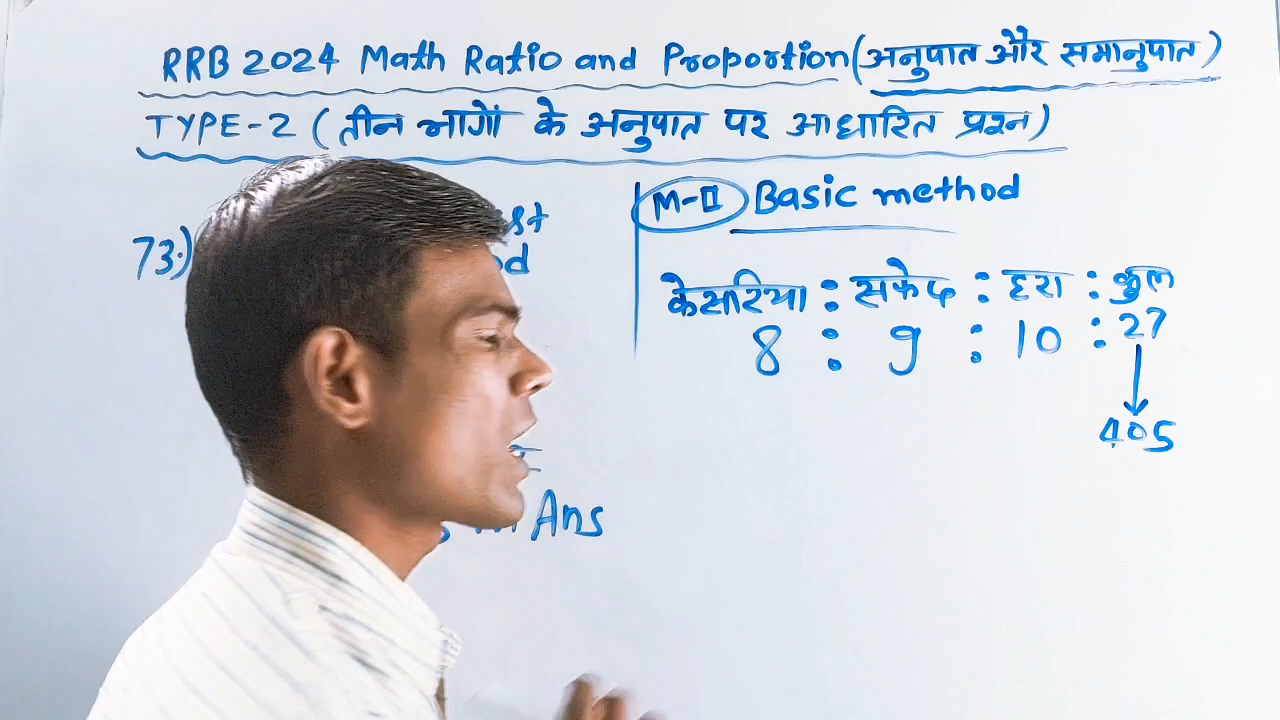 RRB 2024 Math Ratio and Proportion (अनुपात और समानुपात)
TYPE-2 (तीन भागों के अनुपात पर आधारित प्रश्न)
73.)
Ans
M-II Basic method
केसरिया : सफेद : हरा : कुल
8 : 9 : 10 : 27
405